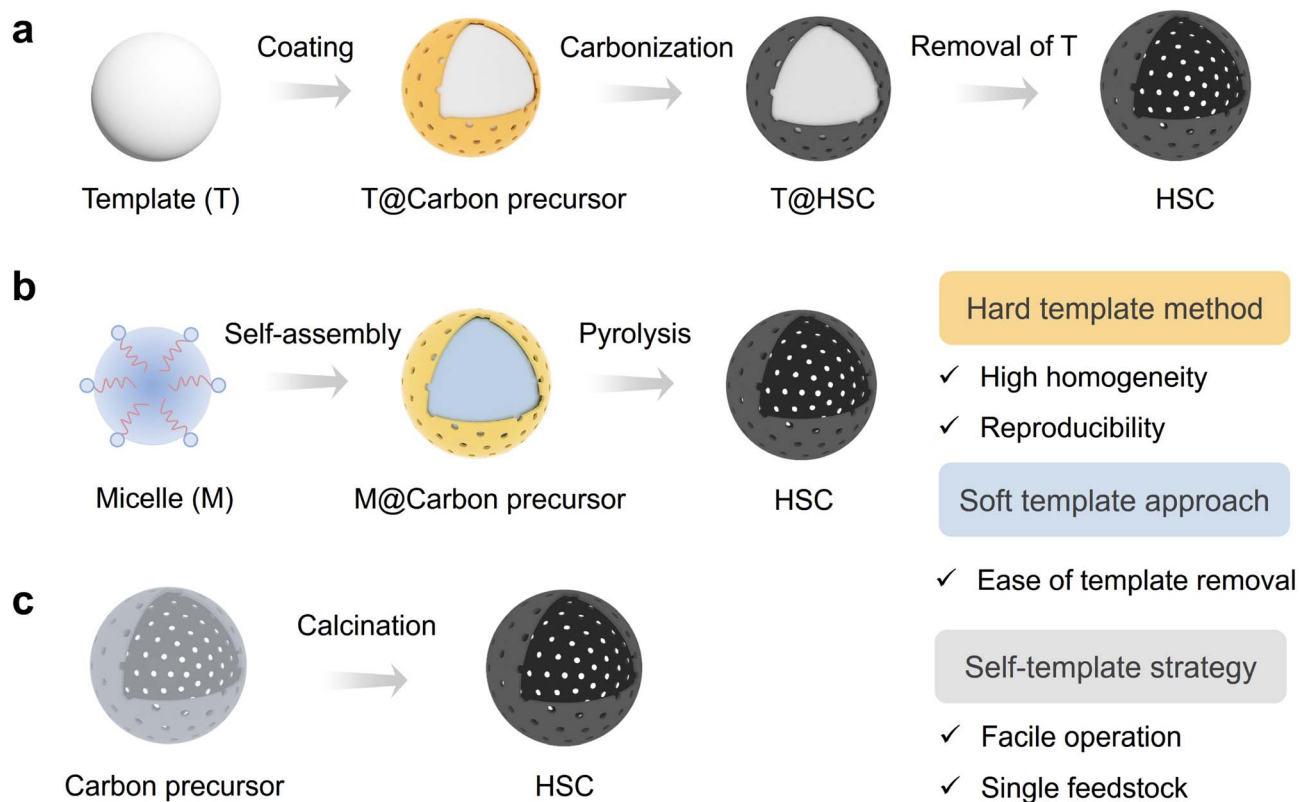 a
Coating
Carbonization
Removal of T
Template (T)
T@Carbon precursor
T@HSC
HSC
b
Self-assembly
Pyrolysis
Micelle (M)
M@Carbon precursor
HSC
Hard template method
✓ High homogeneity
✓ Reproducibility
Soft template approach
✓ Ease of template removal
Self-template strategy
✓ Facile operation
✓ Single feedstock
c
Calcination
Carbon precursor
HSC